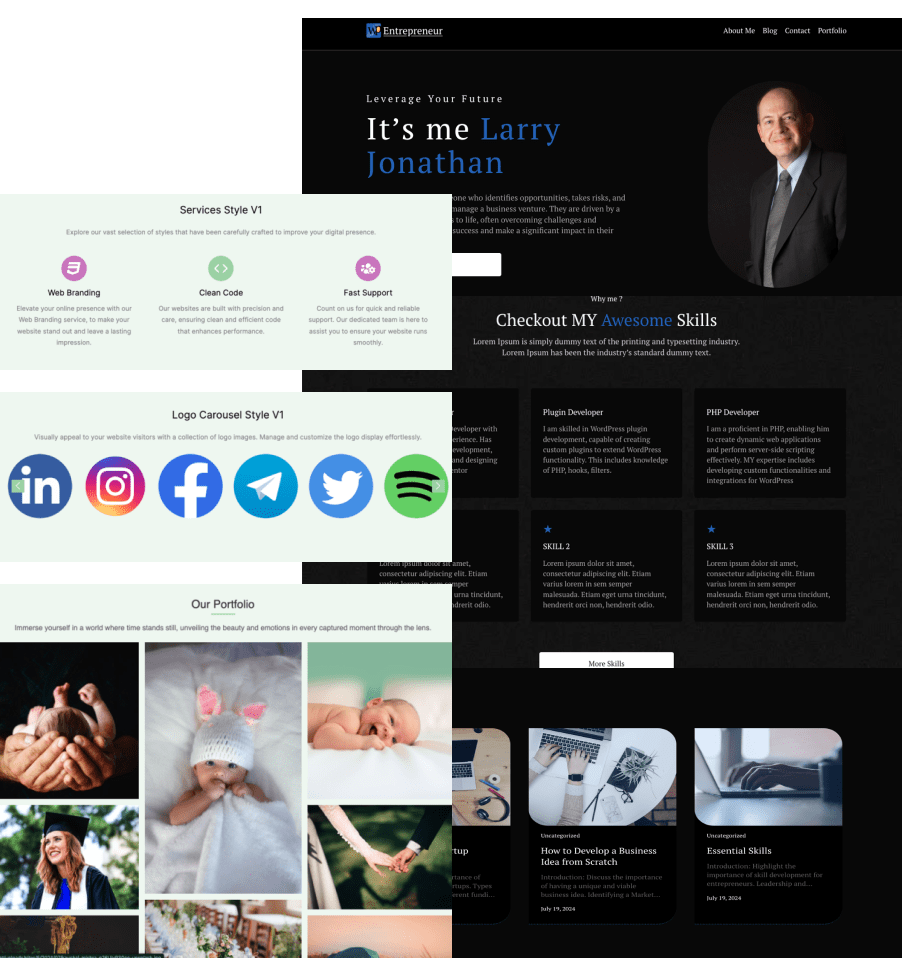 Entrepreneur
About Me Blog Contact Portfolio
Leverage Your Future
It's me Larry
Jonathan
one who identifies opportunities, takes risks, and
manage a business venture. They are driven by a
s to life, often overcoming challenges and
success and make a significant impact in their
Services Style V1
Explore our vast selection of styles that have been carefully crafted to improve your digital presence.
Web Branding
Elevate your online presence with our
Web Branding service, to make your
website stand out and leave a lasting
impression.
Clean Code
Our websites are built with precision and
care, ensuring clean and efficient code
that enhances performance.
Fast Support
Count on us for quick and reliable
support. Our dedicated team is here to
assist you to ensure your website runs
smoothly.
Why me ?
Checkout MY Awesome Skills
Lorem Ipsum is simply dummy text of the printing and typesetting industry.
Lorem Ipsum has been the industry's standard dummy text.
Logo Carousel Style V1
Visually appeal to your website visitors with a collection of logo images. Manage and customize the logo display effortlessly.
in
r
eveloper with
erience. Has
velopment,
and designing
entor
Plugin Developer
I am skilled in WordPress plugin
development, capable of creating
custom plugins to extend WordPress
functionality. This includes knowledge
of PHP, hooks, filters.
PHP Developer
I am a proficient in PHP, enabling him
to create dynamic web applications
and perform server-side scripting
effectively. MY expertise includes
developing custom functionalities and
integrations for WordPress
Lorem ipsum dolor sit amet,
consectetur adipiscing elit. Etiam
varius lorem in sem semper
urna tincidunt,
hendrerit odio.
SKILL 2
Lorem ipsum dolor sit amet,
consectetur adipiscing elit. Etiam
varius lorem in sem semper
malesuada. Etiam eget urna tincidunt,
hendrerit orci non, hendrerit odio.
SKILL 3
Lorem ipsum dolor sit amet,
consectetur adipiscing elit. Etiam
varius lorem in sem semper
malesuada. Etiam eget urna tincidunt,
hendrerit orci non, hendrerit odio.
More Skills
Our Portfolio
Immerse yourself in a world where time stands still, unveiling the beauty and emotions in every captured moment through the lens.
rtup
rtance of
rtups. Types
erent fundi...
Uncategorized
How to Develop a Business
Idea from Scratch
Introduction: Discuss the importance
of having a unique and viable
business idea. Identifying a Market...
July 19, 2024
Uncategorized
Essential Skills
Introduction: Highlight the
importance of skill development for
entrepreneurs. Leadership and...
July 19, 2024